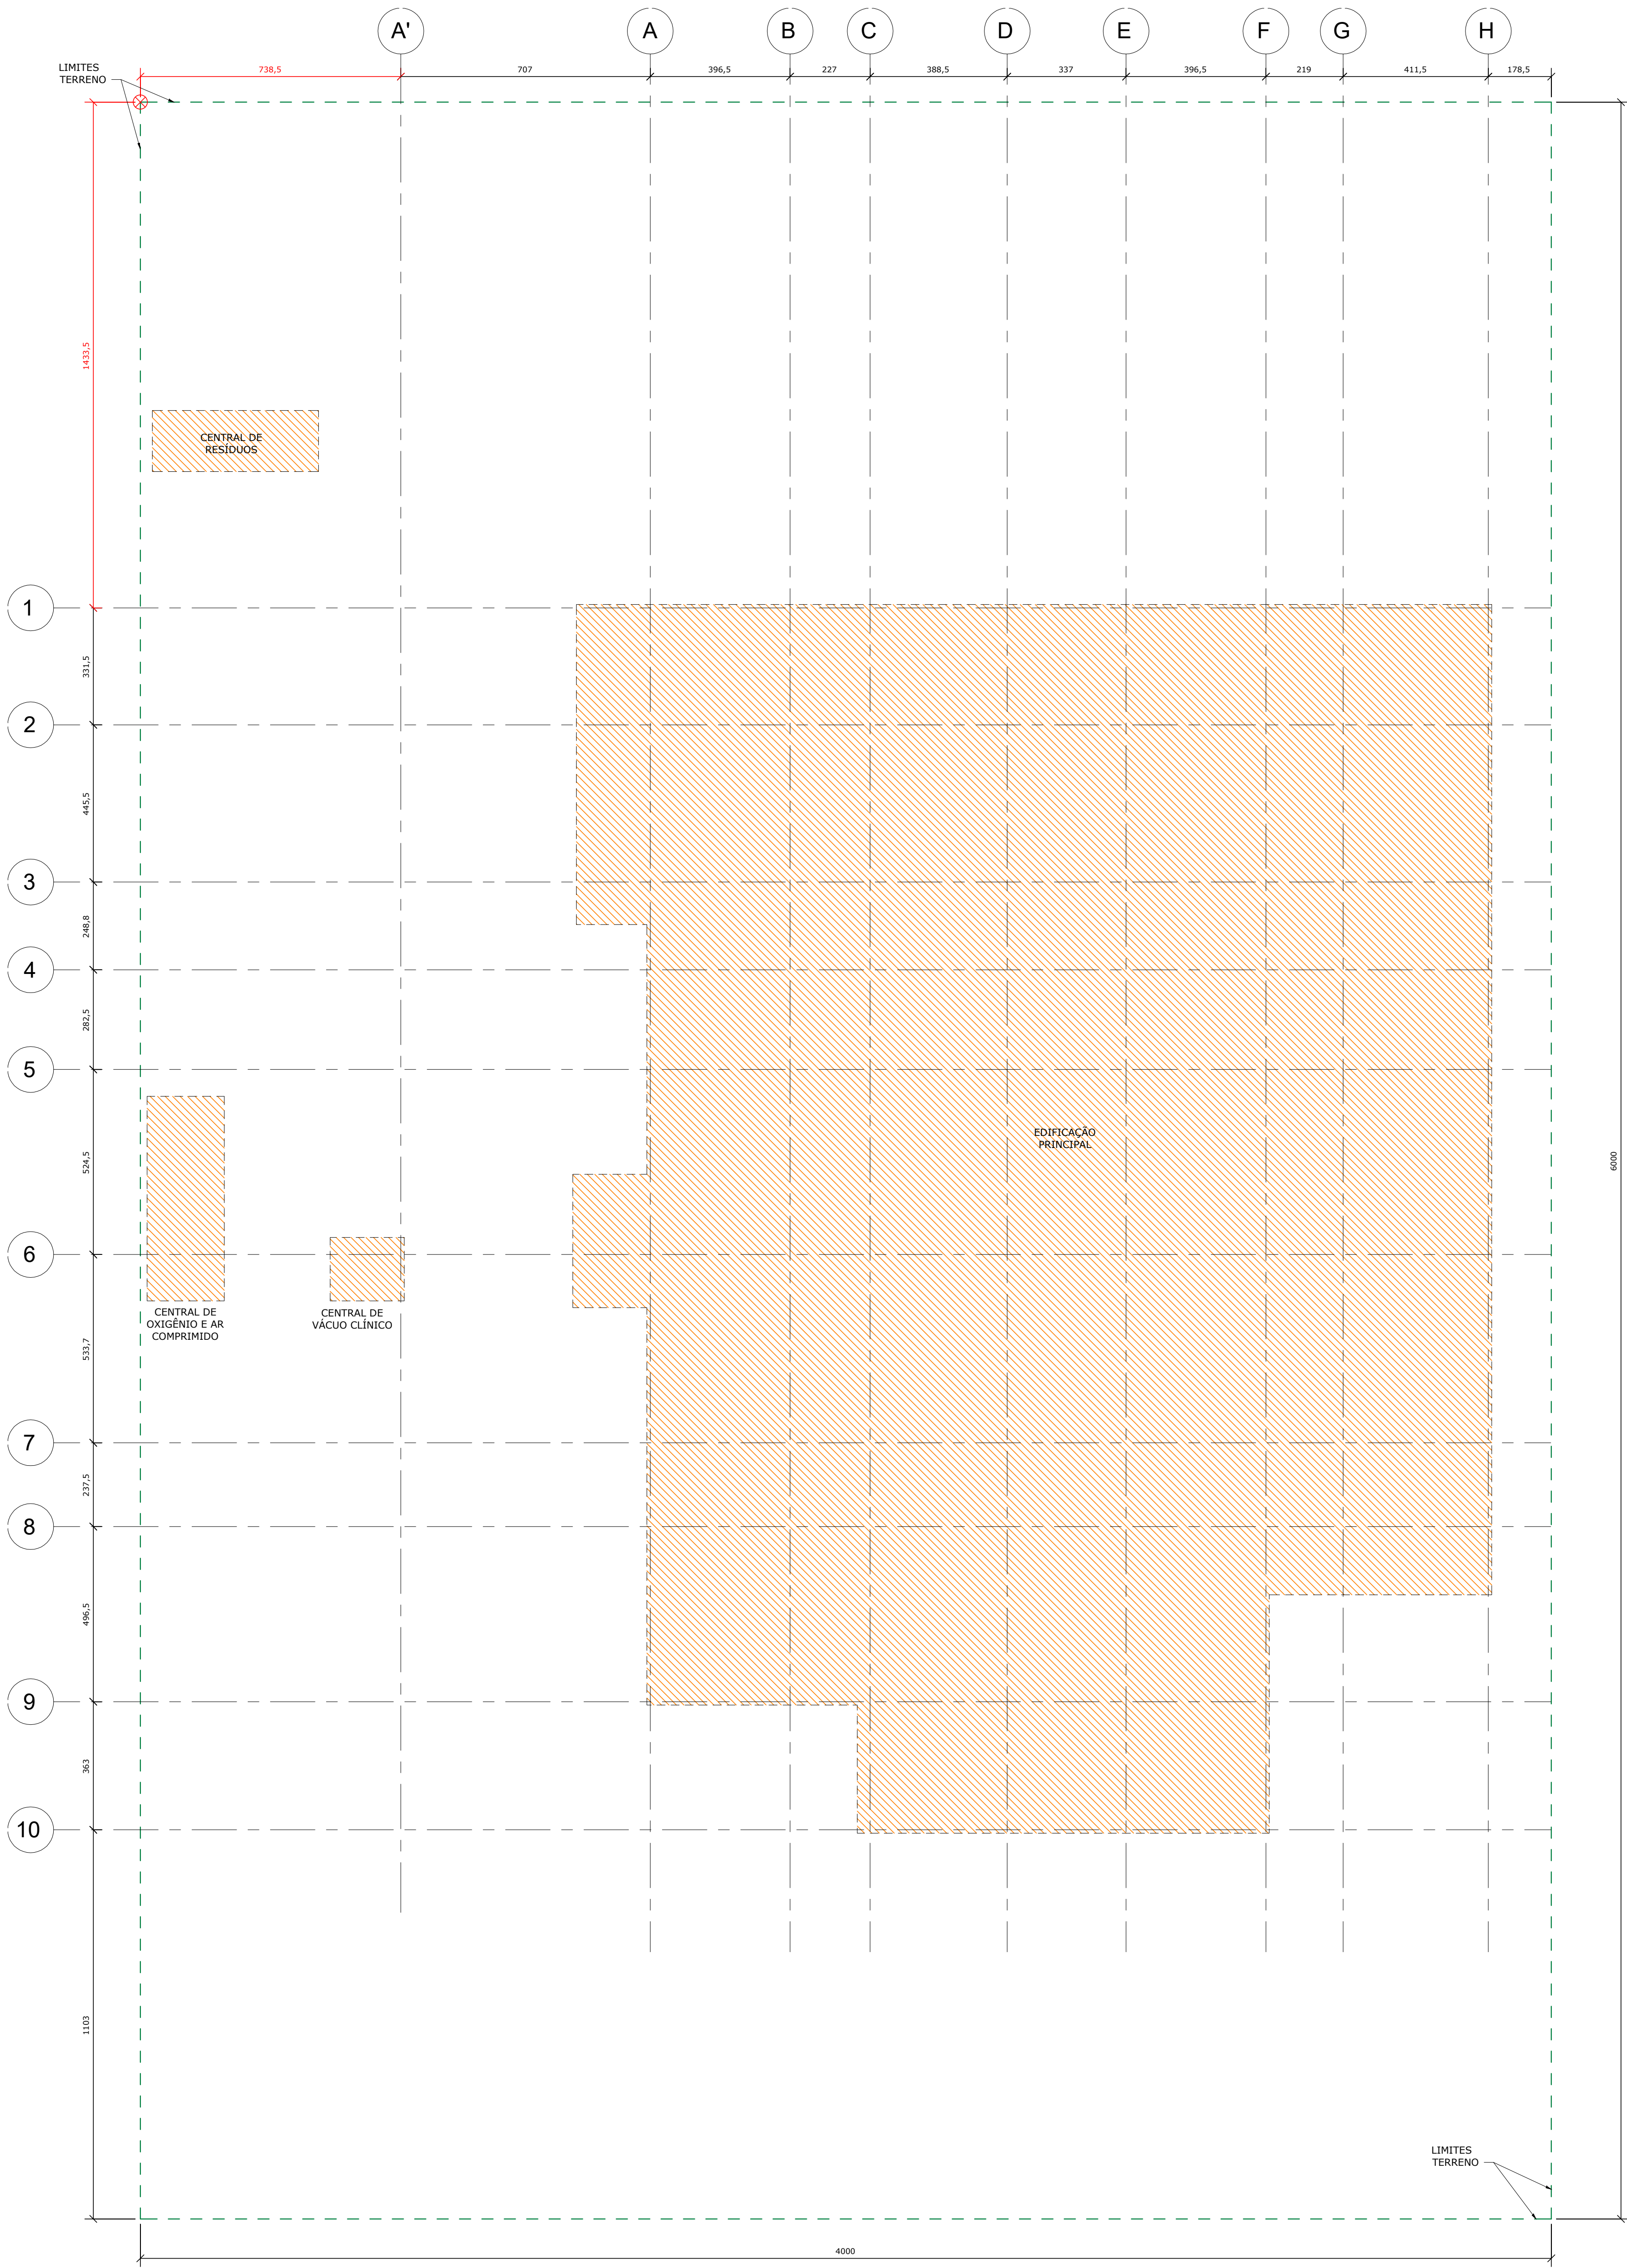 A' A B C D E F G H
LIMITES
TERRENO
738,5 707 396,5 227 388,5 337 396,5 219 411,5 178,5
1433,5
CENTRAL DE
RESÍDUOS
1
331,5
2
445,5
3
248,8
4
282,5
5
EDIFICAÇÃO
PRINCIPAL
524,5
6000
6
CENTRAL DE
OXIGÊNIO E AR
COMPRIMIDO
CENTRAL DE
VÁCUO CLÍNICO
533,7
7
237,5
8
496,5
9
363
10
1103
LIMITES
TERRENO
4000